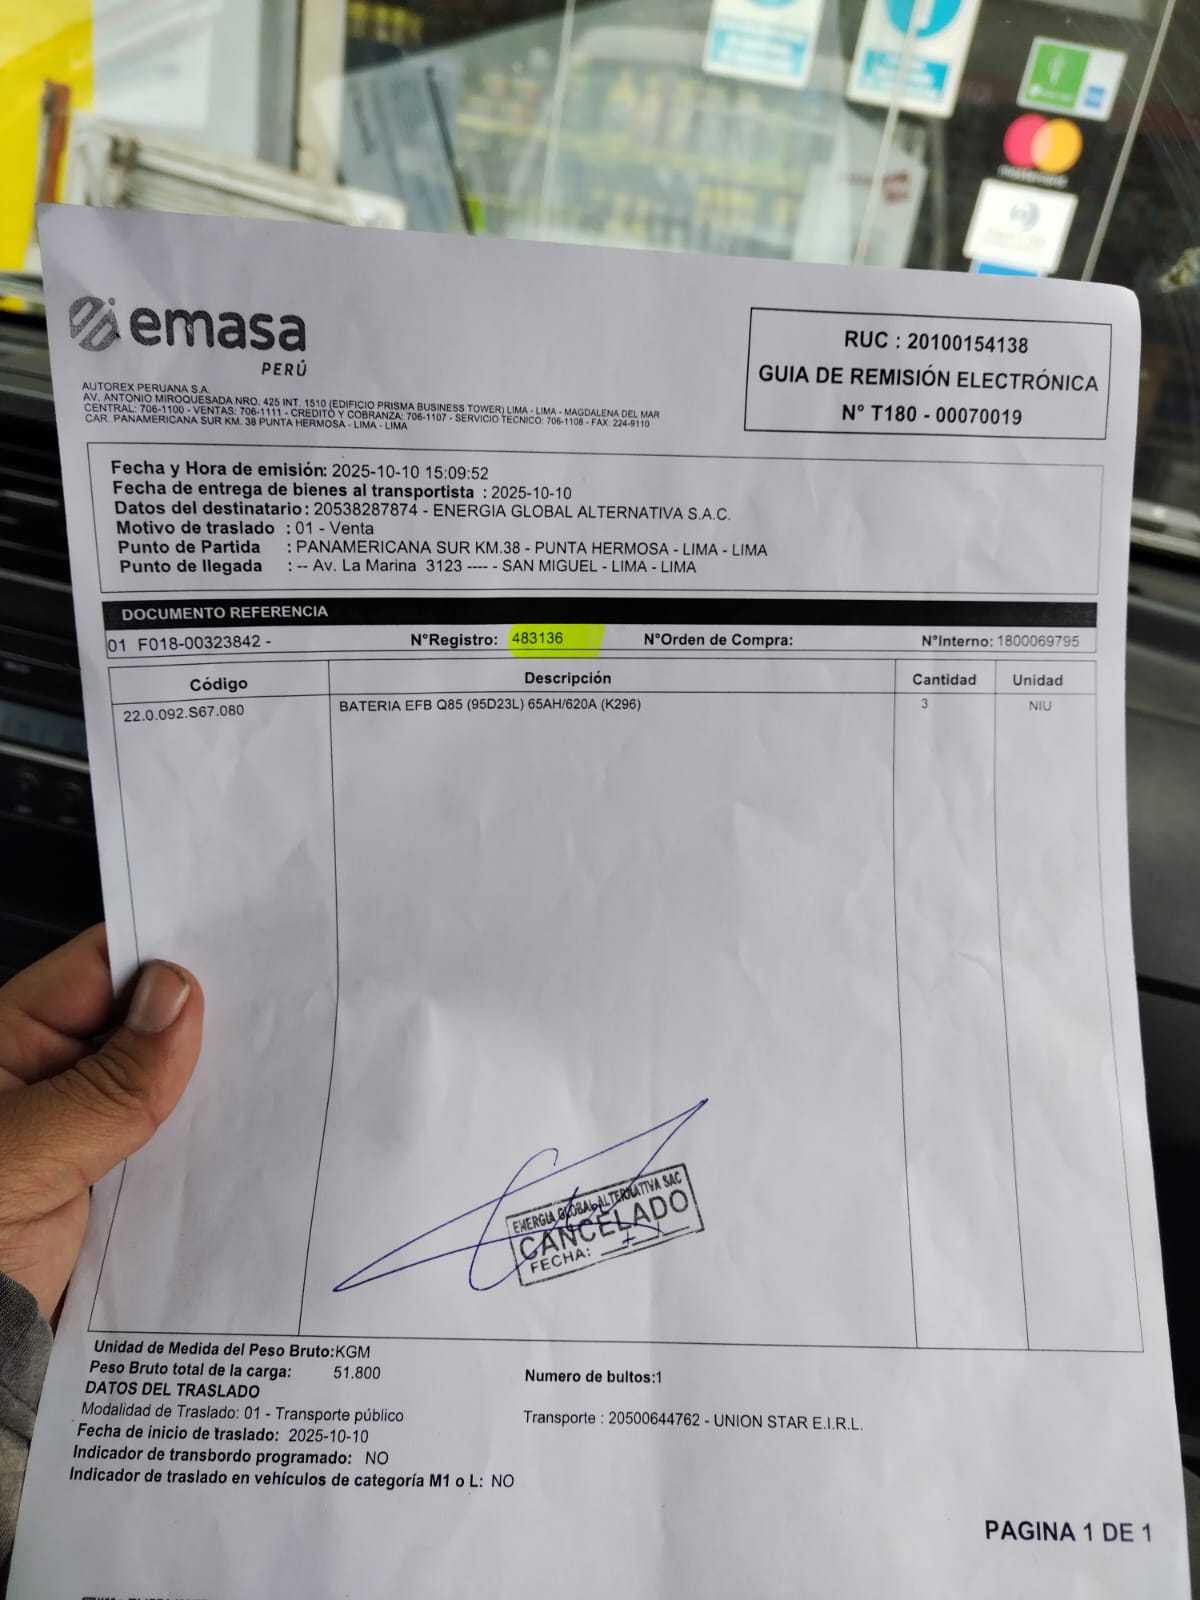 mastercard
emasa
PERÚ
AUTOREX PERUANA S.A.
AV. ANTONIO MIROQUESADA NRO. 425 INT. 1510 (EDIFICIO PRISMA BUSINESS TOWER) LIMA - LIMA - MAGDALENA DEL MAR
CENTRAL: 706-1100 - VENTAS: 706-1111 - CREDITO Y COBRANZA: 706-1107 - SERVICIO TECNICO: 706-1108 - FAX: 224-9110
CAR. PANAMERICANA SUR KM. 38 PUNTA HERMOSA - LIMA - LIMA
RUC : 20100154138
GUIA DE REMISIÓN ELECTRÓNICA
N° T180 - 00070019
Fecha y Hora de emisión: 2025-10-10 15:09:52
Fecha de entrega de bienes al transportista : 2025-10-10
Datos del destinatario : 20538287874 - ENERGIA GLOBAL ALTERNATIVA S.A.C.
Motivo de traslado : 01 - Venta
Punto de Partida : PANAMERICANA SUR KM.38 - PUNTA HERMOSA - LIMA - LIMA
Punto de llegada : -- Av. La Marina 3123 ---- - SAN MIGUEL - LIMA - LIMA
DOCUMENTO REFERENCIA
01 F018-00323842 - N°Registro: 483136 N°Orden de Compra: N°Interno: 1800069795
Código Descripción Cantidad Unidad
22.0.092.S67.080 BATERIA EFB Q85 (95D23L) 65AH/620A (K296) 3 NIU
ENERGIA GLOBAL ALTERNATIVA SAC
CANCELADO
FECHA:
Unidad de Medida del Peso Bruto:KGM
Peso Bruto total de la carga: 51.800 Numero de bultos:1
DATOS DEL TRASLADO
Modalidad de Traslado: 01 - Transporte público Transporte : 20500644762 - UNION STAR E.I.R.L.
Fecha de inicio de traslado: 2025-10-10
Indicador de transbordo programado: NO
Indicador de traslado en vehículos de categoría M1 o L: NO
PAGINA 1 DE 1